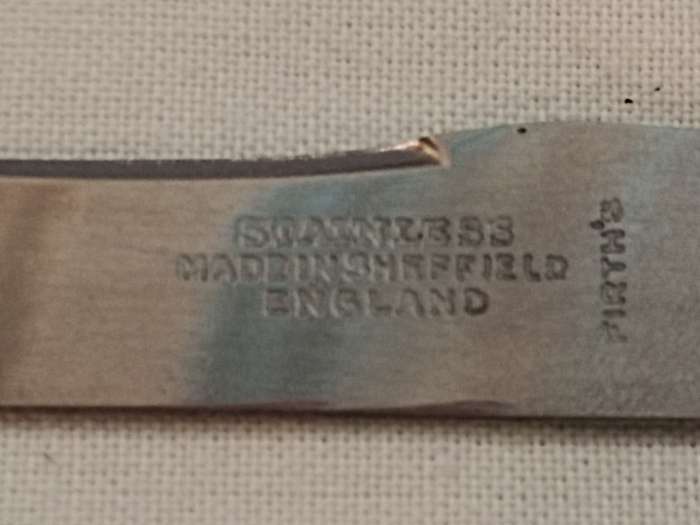 STAINLESS
MADE IN SHEFFIELD
ENGLAND
FIRTH'S